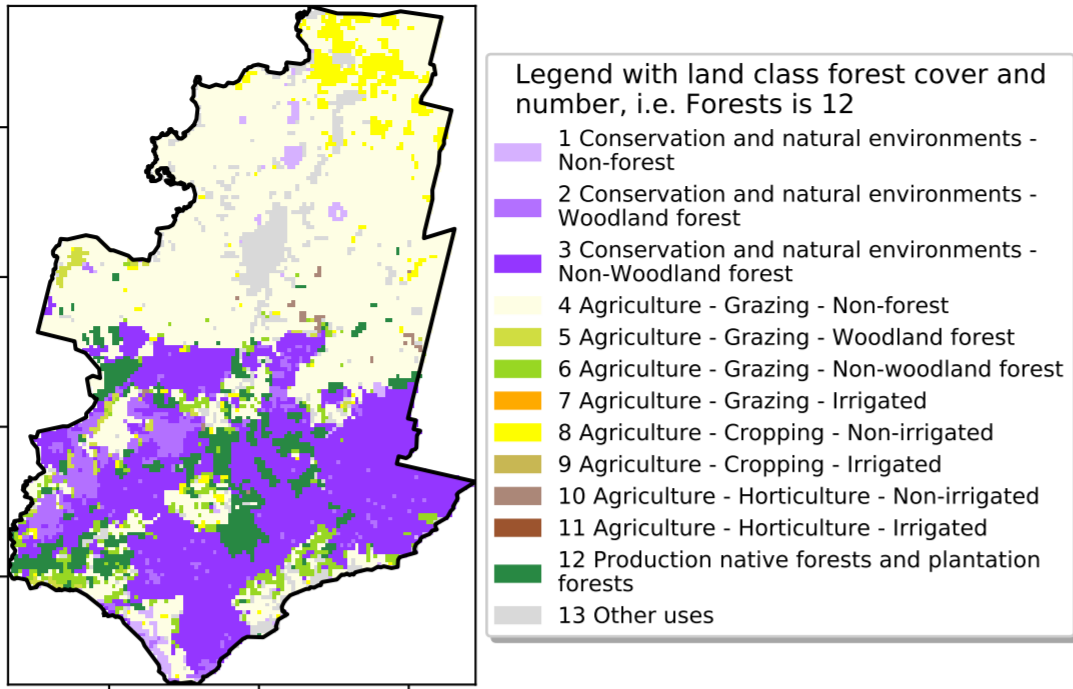 Legend with land class forest cover and
number, i.e. Forests is 12
1 Conservation and natural environments -
Non-forest
2 Conservation and natural environments -
Woodland forest
3 Conservation and natural environments -
Non-Woodland forest
4 Agriculture - Grazing - Non-forest
5 Agriculture - Grazing - Woodland forest
6 Agriculture - Grazing - Non-woodland forest
7 Agriculture - Grazing - Irrigated
8 Agriculture - Cropping - Non-irrigated
9 Agriculture - Cropping - Irrigated
10 Agriculture - Horticulture - Non-irrigated
11 Agriculture - Horticulture - Irrigated
12 Production native forests and plantation
forests
13 Other uses